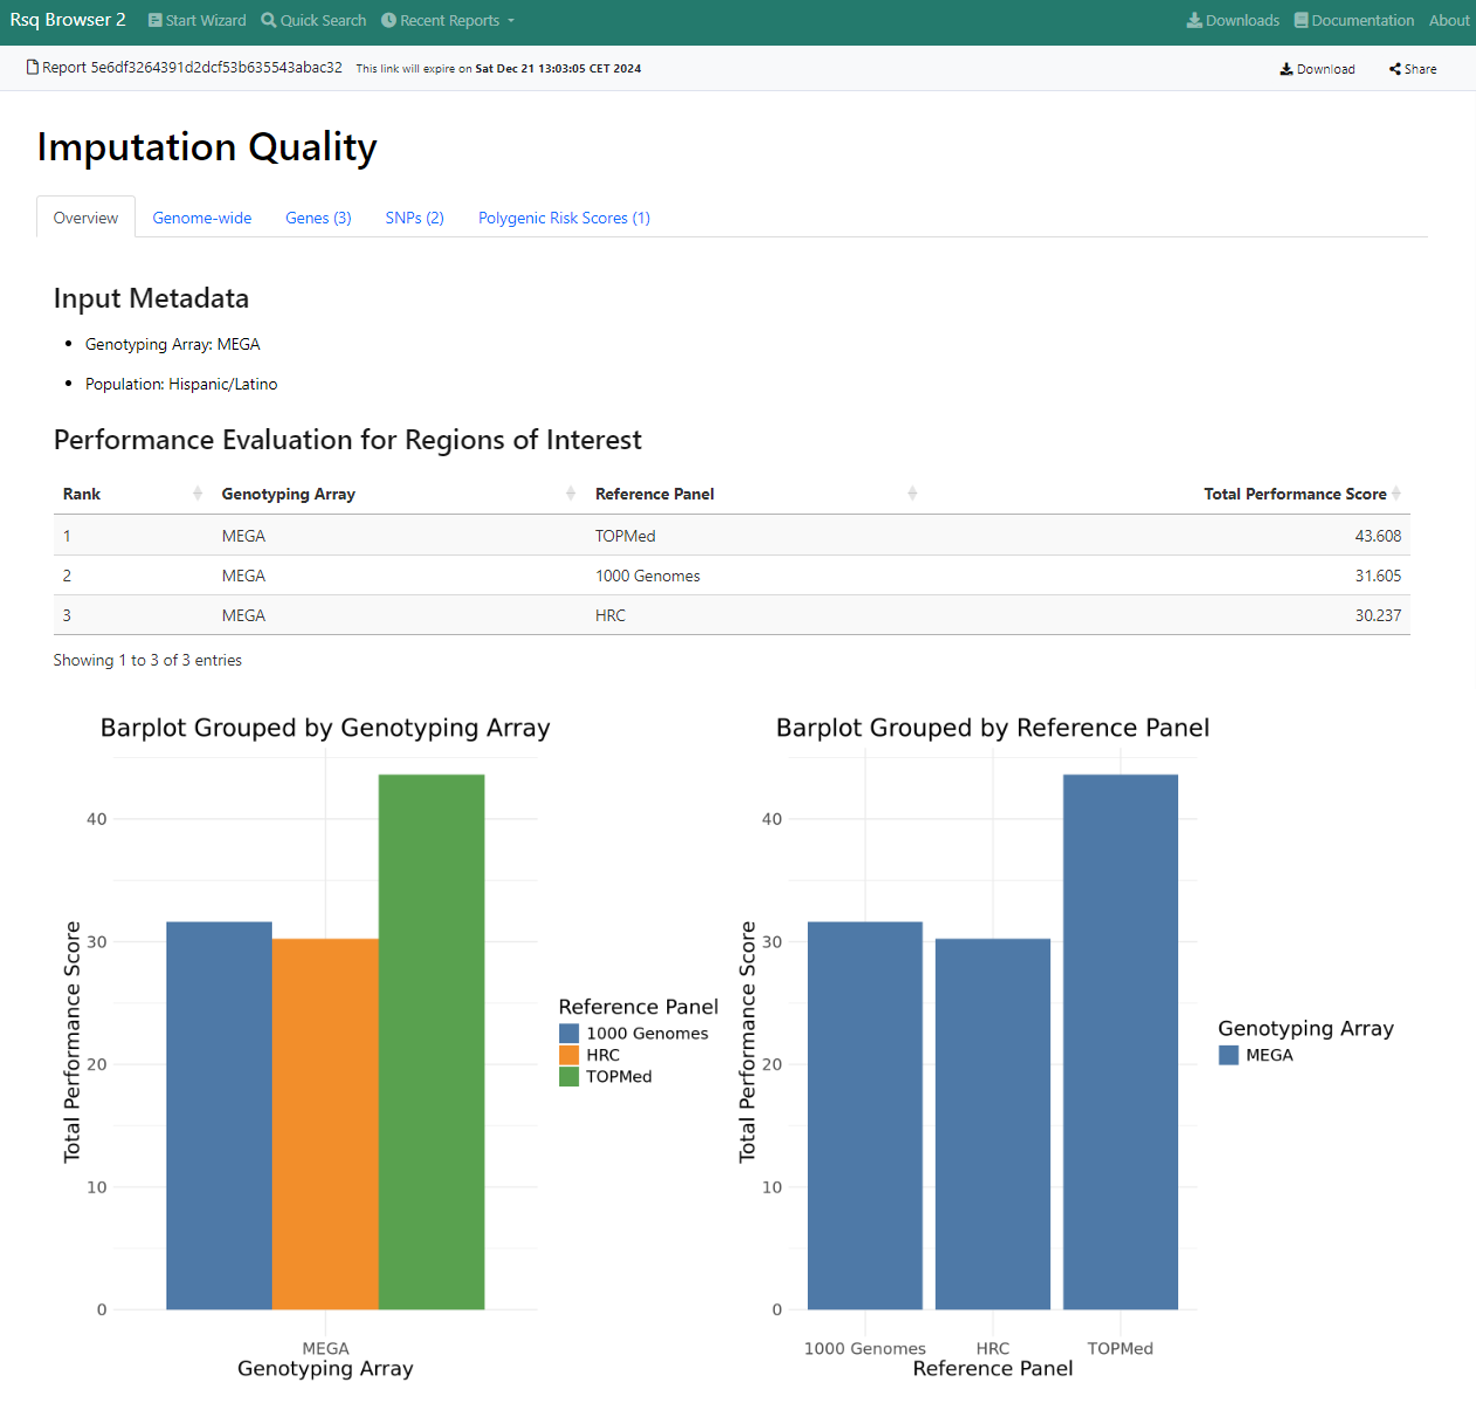 Rsq Browser 2 Start Wizard Quick Search Recent Reports Downloads Documentation About
Report 5e6df3264391d2dcf53b635543abac32 This link will expire on Sat Dec 21 13:03:05 CET 2024 Download Share
Imputation Quality
Overview Genome-wide Genes (3) SNPs (2) Polygenic Risk Scores (1)
Input Metadata
• Genotyping Array: MEGA
• Population: Hispanic/Latino
Performance Evaluation for Regions of Interest
Rank Genotyping Array Reference Panel Total Performance Score
1 MEGA TOPMed 43.608
2 MEGA 1000 Genomes 31.605
3 MEGA HRC 30.237
Showing 1 to 3 of 3 entries
Barplot Grouped by Genotyping Array
Total Performance Score
40
30
20
10
0
MEGA
Genotyping Array
Reference Panel
1000 Genomes
HRC
TOPMed
Barplot Grouped by Reference Panel
Total Performance Score
40
30
20
10
0
1000 Genomes HRC TOPMed
Reference Panel
Genotyping Array
MEGA